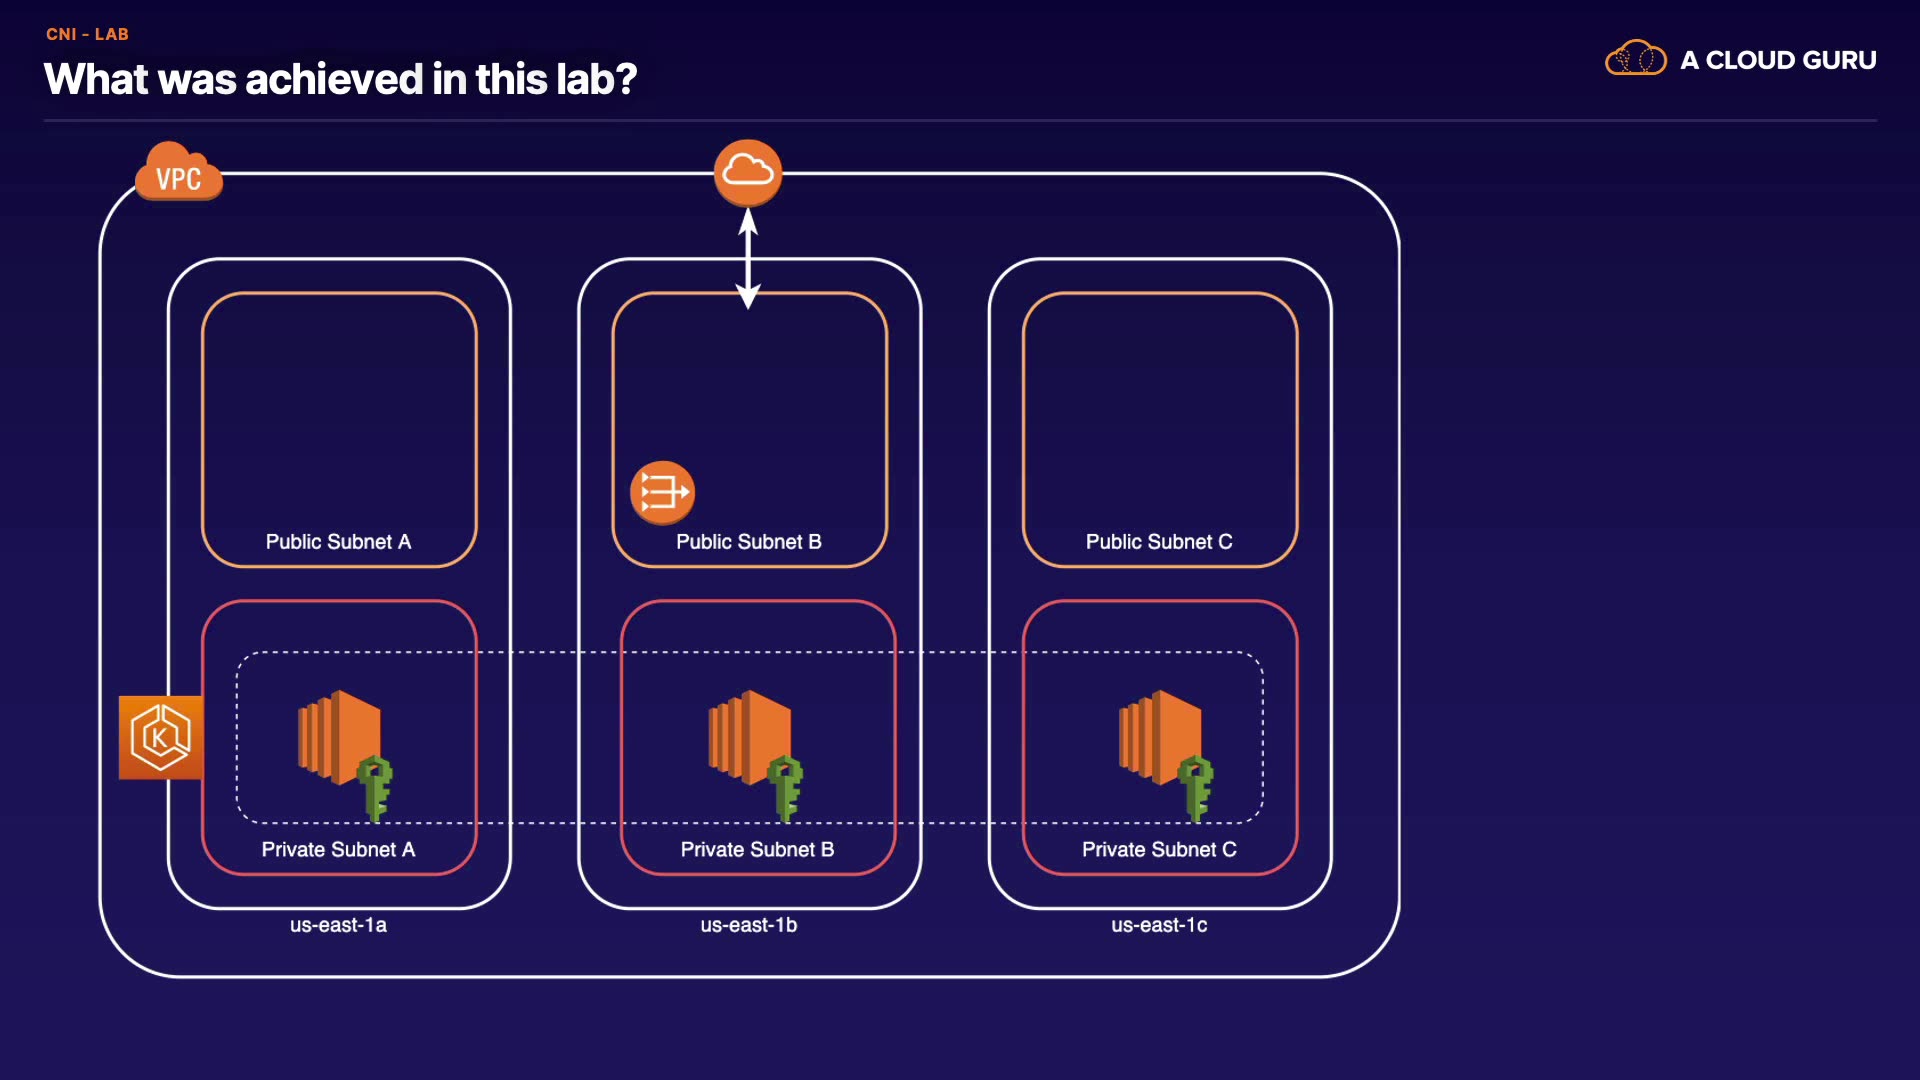 CNI - LAB
What was achieved in this lab?
A CLOUD GURU
VPC
Public Subnet A
Public Subnet B
Public Subnet C
K
Private Subnet A
Private Subnet B
Private Subnet C
us-east-1a
us-east-1b
us-east-1c